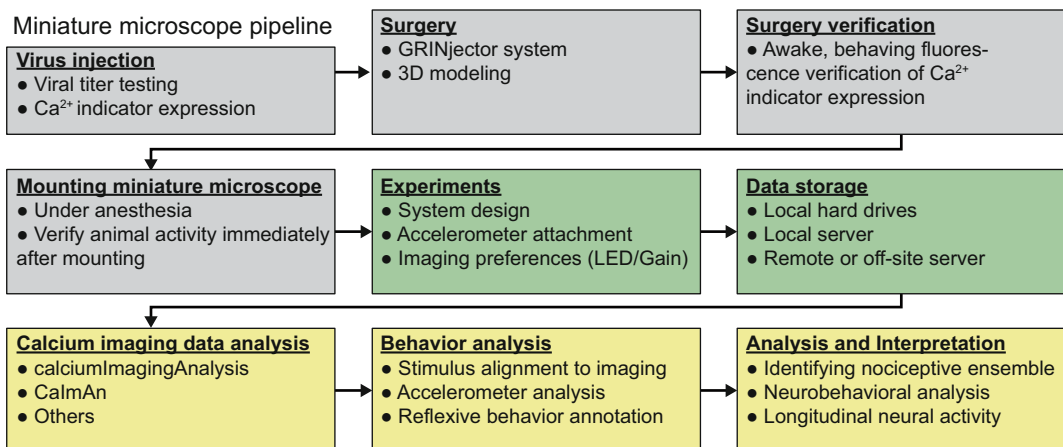 Miniature microscope pipeline
Virus injection
● Viral titer testing
● Ca²⁺ indicator expression
Surgery
● GRINjector system
● 3D modeling
Surgery verification
● Awake, behaving fluores-
cence verification of Ca²⁺
indicator expression
Mounting miniature microscope
● Under anesthesia
● Verify animal activity immediately
after mounting
Experiments
● System design
● Accelerometer attachment
● Imaging preferences (LED/Gain)
Data storage
● Local hard drives
● Local server
● Remote or off-site server
Calcium imaging data analysis
● calciumImagingAnalysis
● CaImAn
● Others
Behavior analysis
● Stimulus alignment to imaging
● Accelerometer analysis
● Reflexive behavior annotation
Analysis and Interpretation
● Identifying nociceptive ensemble
● Neurobehavioral analysis
● Longitudinal neural activity